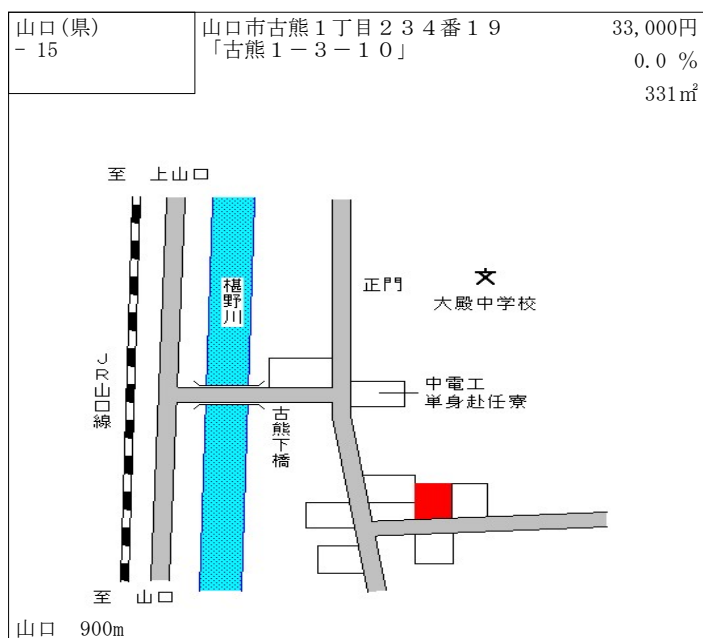 山口(県)
- 15
山口市古熊１丁目２３４番１９
「古熊１－３－１０」
33,000円
0.0 %
331㎡
至 上山口
椹野川
正門
大殿中学校
JR山口線
中電工
単身赴任寮
古熊下橋
至 山口
山口 900m